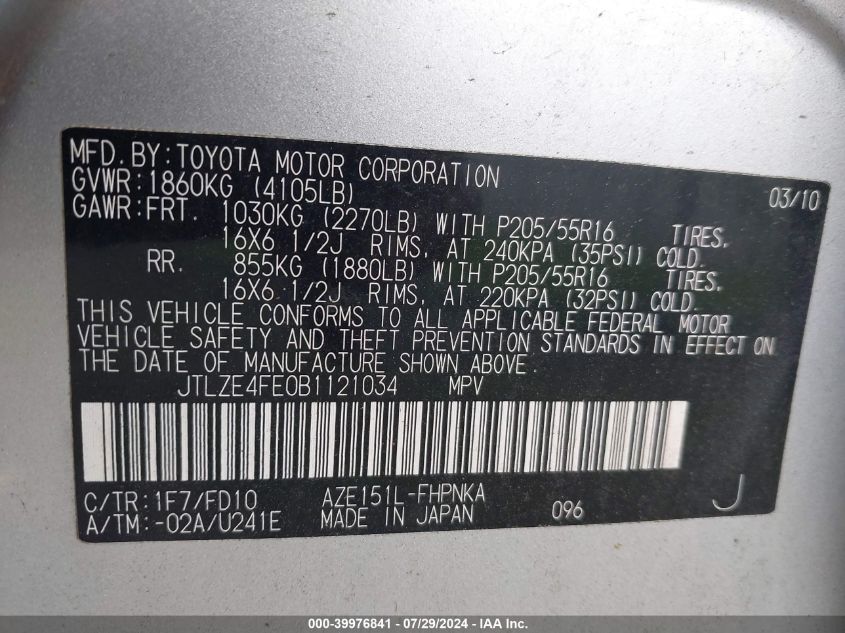 MFD.BY:TOYOTA MOTOR CORPORATION 03/10
GVWR:1860KG (4105LB)
GAWR:FRT. 1030KG (2270LB) WITH P205/55R16 TIRES,
16X6 1/2J RIMS, AT 240KPA (35PSI) COLD.
RR. 855KG (1880LB) WITH P205/55R16 TIRES,
16X6 1/2J RIMS, AT 220KPA (32PSI) COLD.
THIS VEHICLE CONFORMS TO ALL APPLICABLE FEDERAL MOTOR
VEHICLE SAFETY AND THEFT PREVENTION STANDARDS IN EFFECT ON
THE DATE OF MANUFACTURE SHOWN ABOVE.
JTLZE4FE0B1121034 MPV
C/TR:1F7/FD10 AZE151L-FHPNKA J
A/TM:-02A/U241E MADE IN JAPAN 096
000-39976841 - 07/29/2024 - IAA Inc.